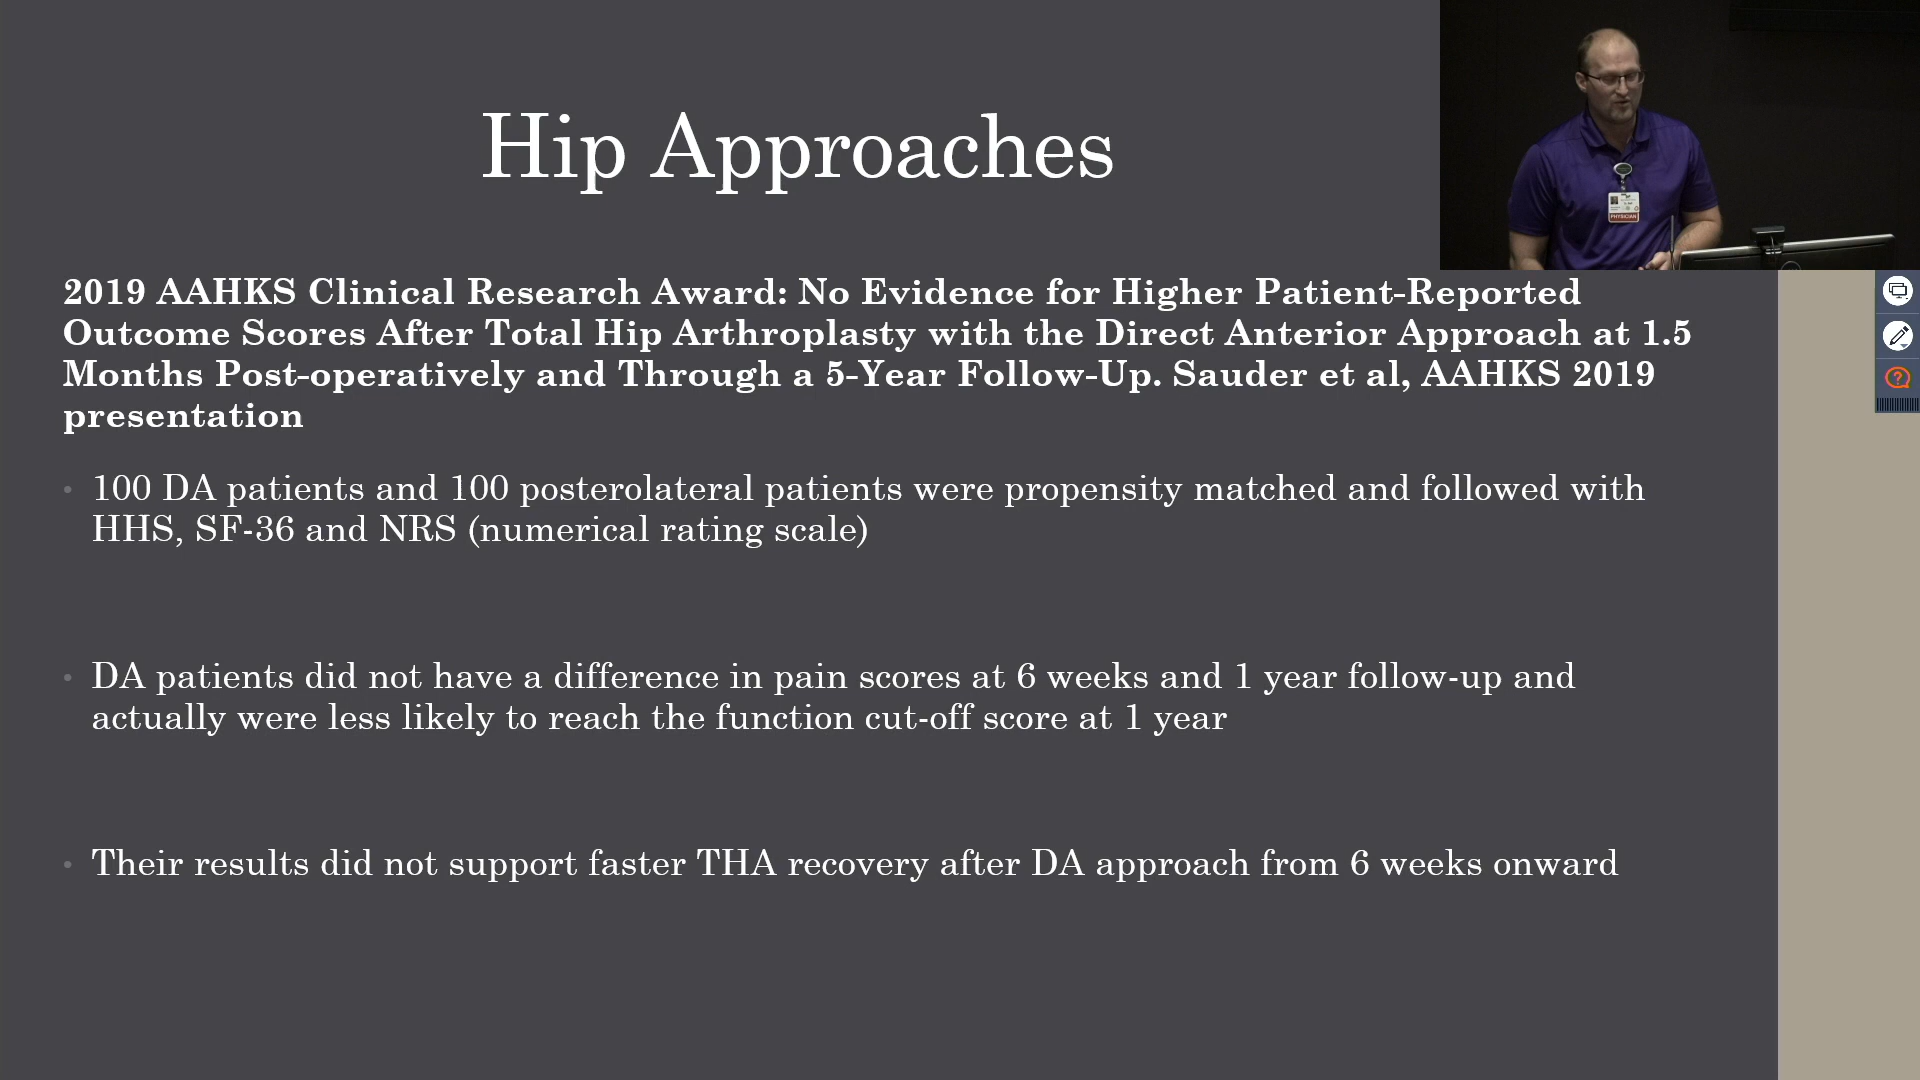 Hip Approaches
2019 AAHKS Clinical Research Award: No Evidence for Higher Patient-Reported
Outcome Scores After Total Hip Arthroplasty with the Direct Anterior Approach at 1.5
Months Post-operatively and Through a 5-Year Follow-Up. Sauder et al, AAHKS 2019
presentation
• 100 DA patients and 100 posterolateral patients were propensity matched and followed with
HHS, SF-36 and NRS (numerical rating scale)
• DA patients did not have a difference in pain scores at 6 weeks and 1 year follow-up and
actually were less likely to reach the function cut-off score at 1 year
• Their results did not support faster THA recovery after DA approach from 6 weeks onward
PHYSICIAN